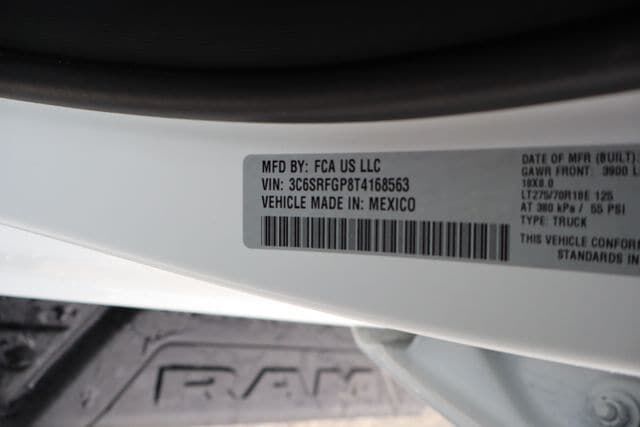 MFD BY: FCA US LLC
VIN: 3C6SRFGP8T4168563
VEHICLE MADE IN: MEXICO
DATE OF MFR (BUILT)
GAWR FRONT: 3900 L
18X8.0
LT275/70R18E 125
AT 380 kPa / 55 PSI
TYPE: TRUCK
THIS VEHICLE CONFOR
STANDARDS IN
RAM